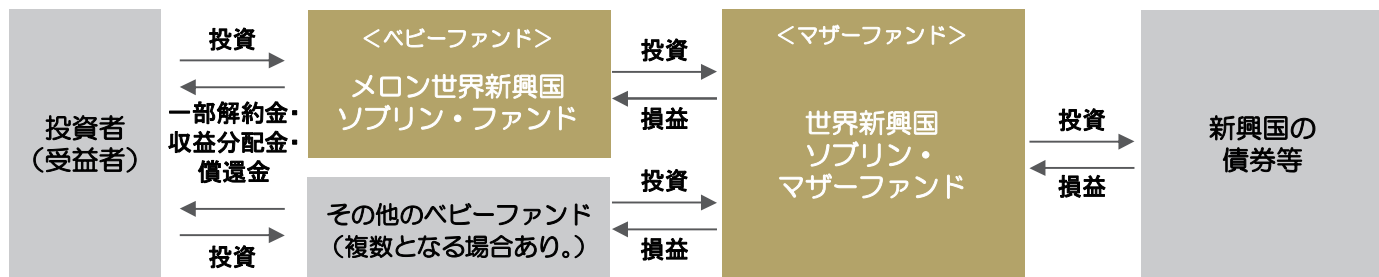 投資者
(受益者)
投資
一部解約金・
収益分配金・
償還金
投資
<ベビーファンド>
メロン世界新興国
ソブリン・ファンド
その他のベビーファンド
(複数となる場合あり。)
投資
損益
投資
損益
<マザーファンド>
世界新興国
ソブリン・
マザーファンド
投資
損益
新興国の
債券等